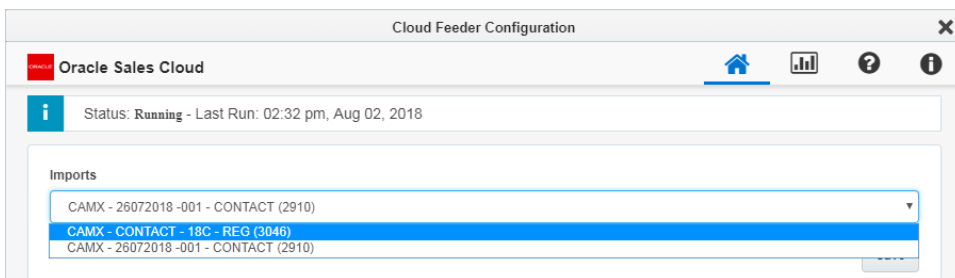 Cloud Feeder Configuration
ORACLE Oracle Sales Cloud
Status: Running - Last Run: 02:32 pm, Aug 02, 2018
Imports
CAMX - 26072018 -001 - CONTACT (2910)
CAMX - CONTACT - 18C - REG (3046)
CAMX - 26072018 -001 - CONTACT (2910)